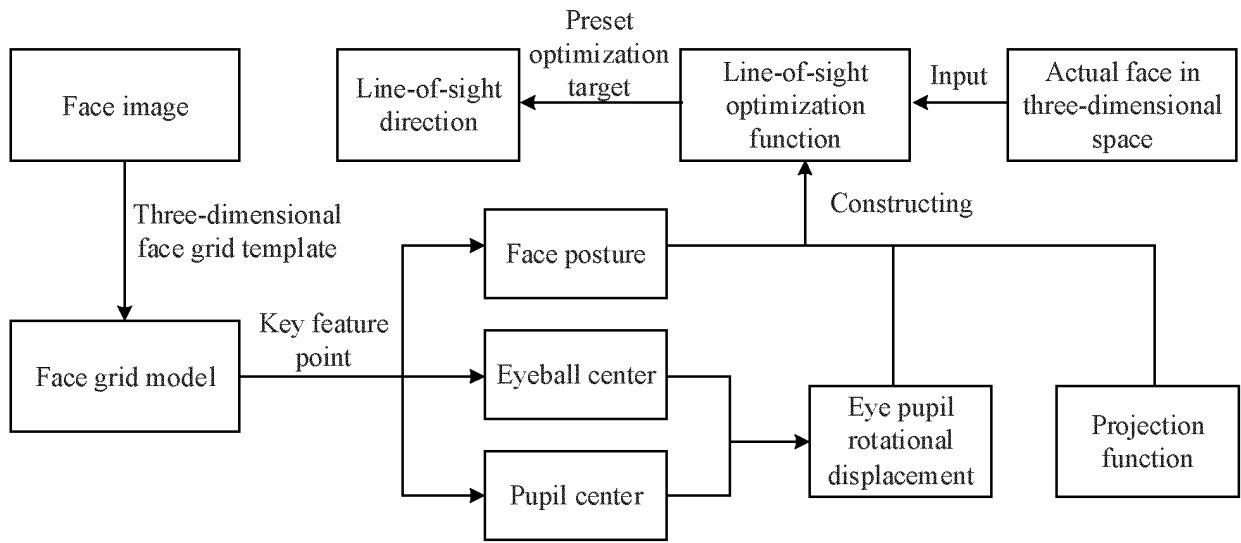 Face image
Line-of-sight
direction
Preset
optimization
target
Line-of-sight
optimization
function
Input
Actual face in
three-dimensional
space
Three-dimensional
face grid template
Constructing
Face posture
Key feature
point
Face grid model
Eyeball center
Pupil center
Eye pupil
rotational
displacement
Projection
function